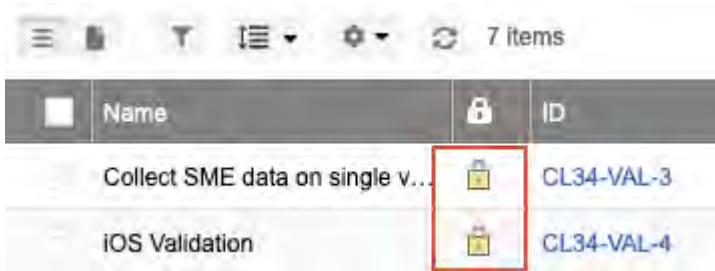 7 items
Name ID
Collect SME data on single v... CL34-VAL-3
iOS Validation CL34-VAL-4